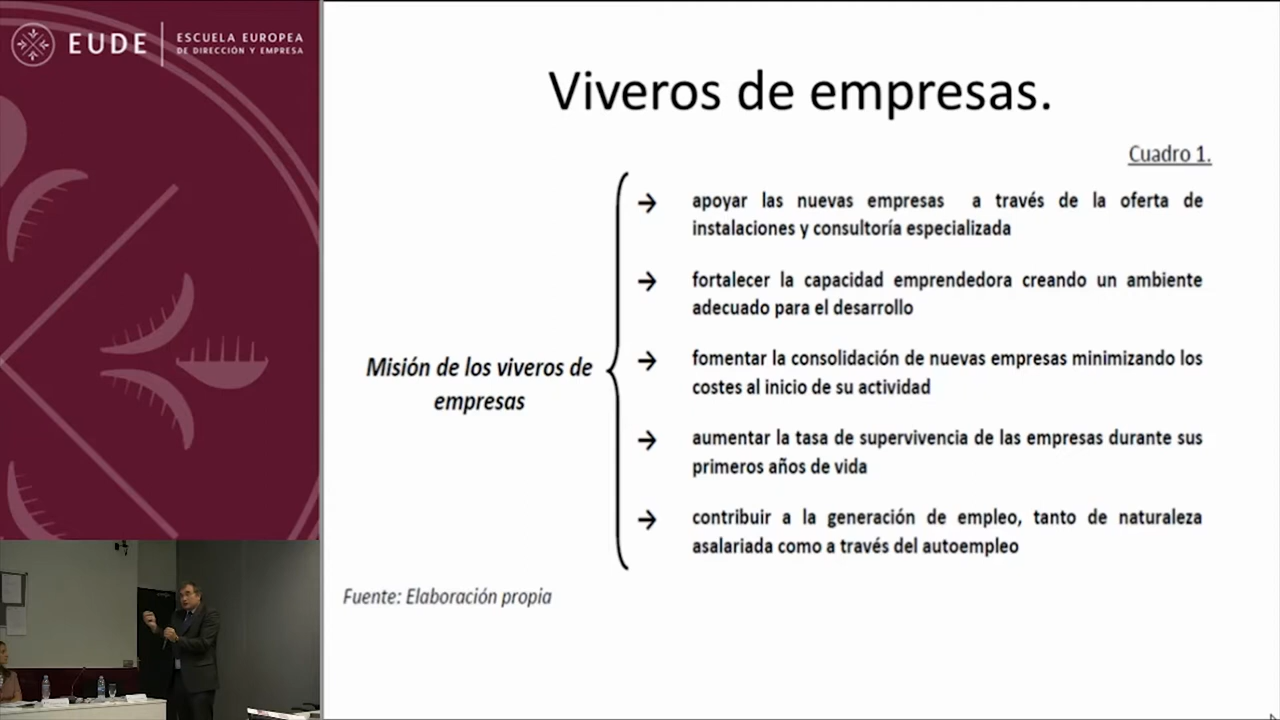 EUDE
ESCUELA EUROPEA
DE DIRECCIÓN Y EMPRESA
Viveros de empresas.
Cuadro 1.
Misión de los viveros de
empresas
→ apoyar las nuevas empresas a través de la oferta de
instalaciones y consultoría especializada
→ fortalecer la capacidad emprendedora creando un ambiente
adecuado para el desarrollo
→ fomentar la consolidación de nuevas empresas minimizando los
costes al inicio de su actividad
→ aumentar la tasa de supervivencia de las empresas durante sus
primeros años de vida
→ contribuir a la generación de empleo, tanto de naturaleza
asalariada como a través del autoempleo
Fuente: Elaboración propia